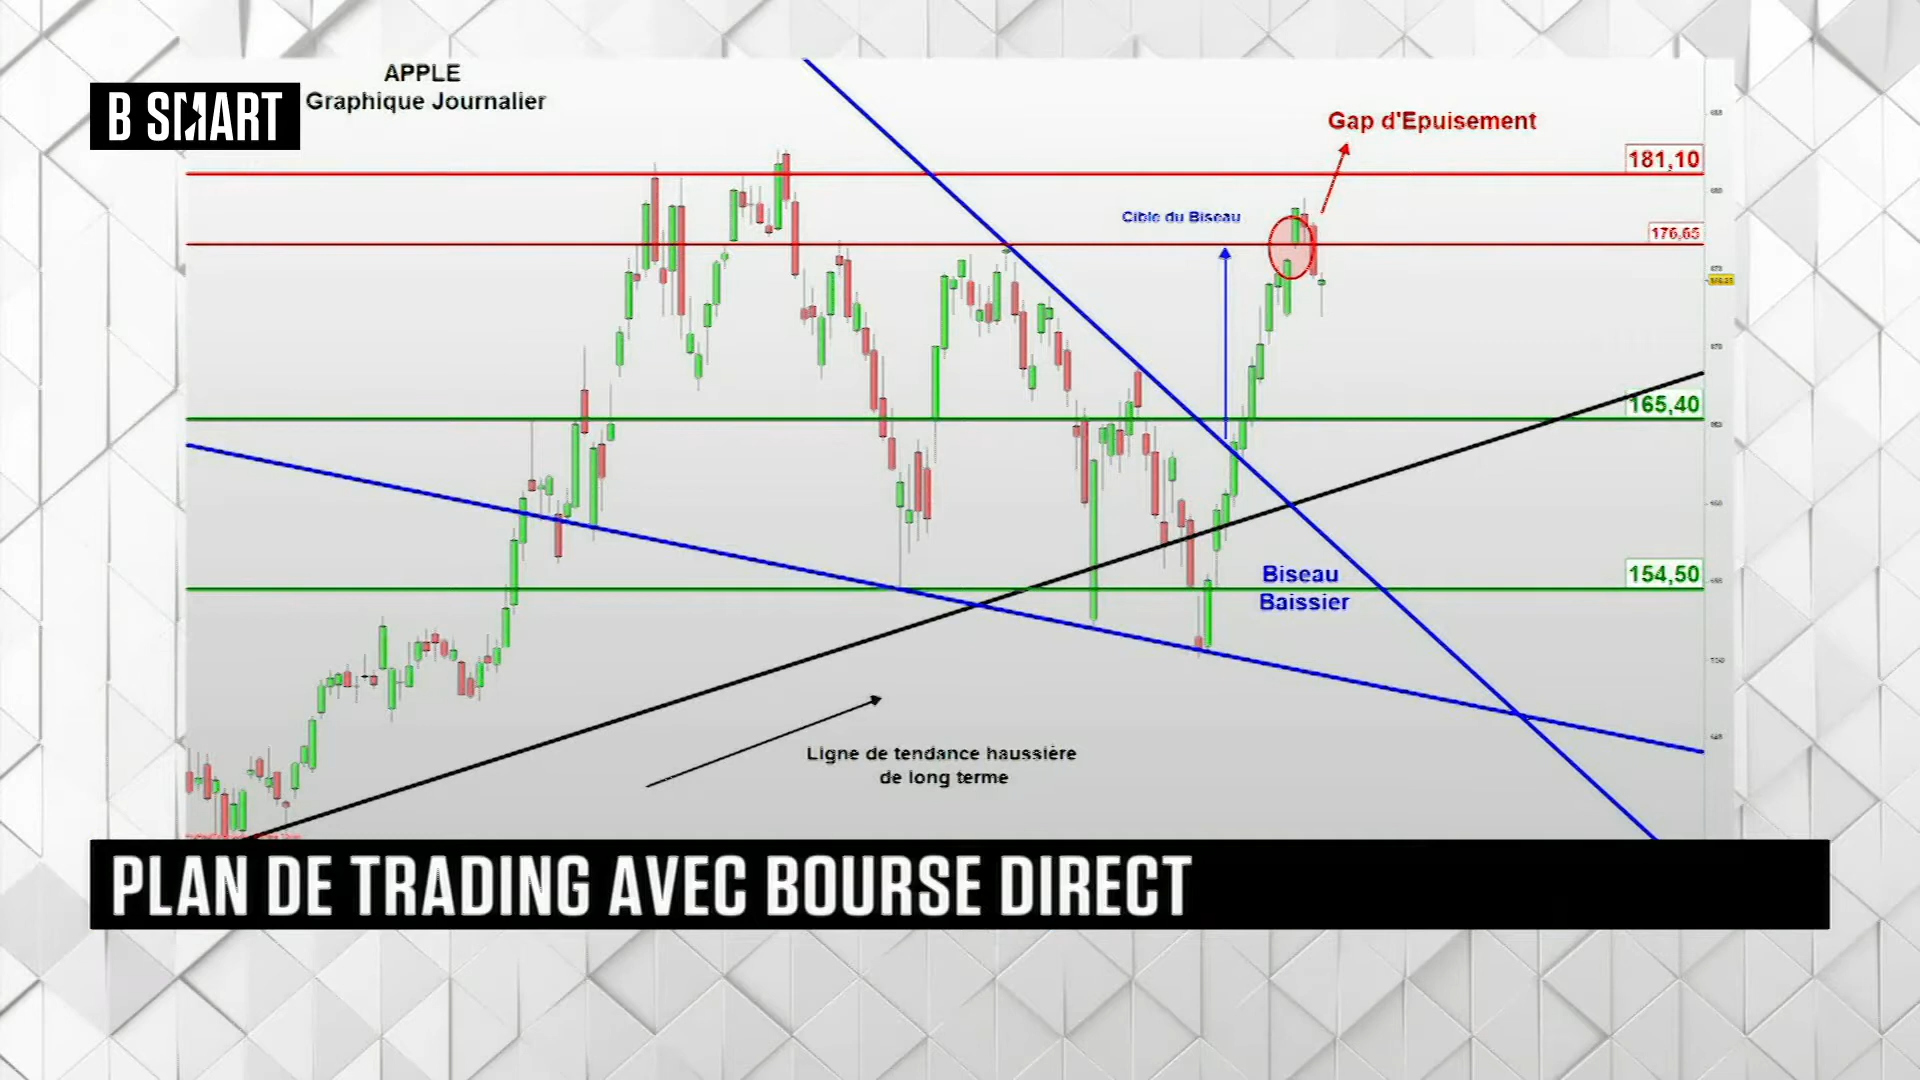 APPLE
Graphique Journalier
B SMART
Gap d'Epuisement
181,10
Cible du Biseau
176,65
165,40
154,50
Biseau
Baissier
Ligne de tendance haussière
de long terme
PLAN DE TRADING AVEC BOURSE DIRECT